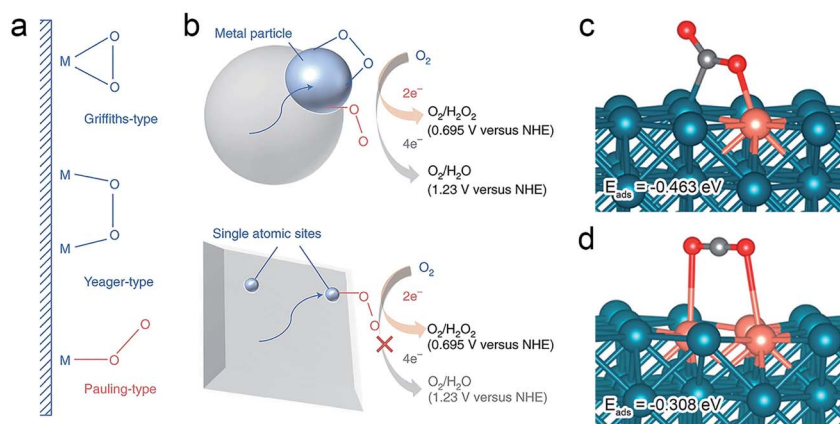 a
M
O
O
Griffiths-type
M
O
M
O
Yeager-type
O
M
O
Pauling-type
b
Metal particle
O
O
O
O
O₂
2e⁻
O₂/H₂O₂
(0.695 V versus NHE)
4e⁻
O₂/H₂O
(1.23 V versus NHE)
Single atomic sites
O
O
O₂
2e⁻
O₂/H₂O₂
(0.695 V versus NHE)
4e⁻
O₂/H₂O
(1.23 V versus NHE)
c
E_ads = -0.463 eV
d
E_ads = -0.308 eV